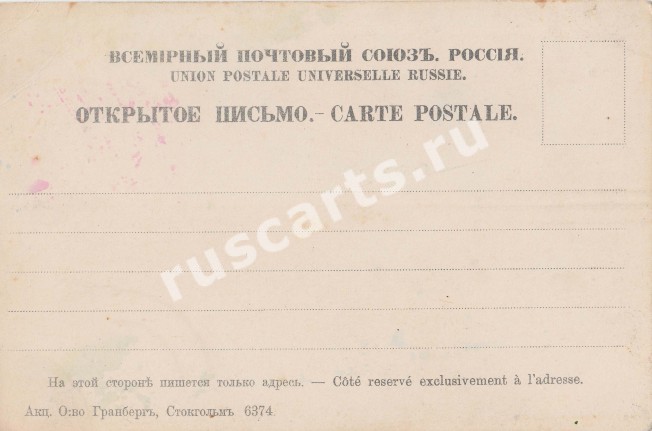 ВСЕМІРНЫЙ ПОЧТОВЫЙ СОЮЗЪ. РОССІЯ.
UNION POSTALE UNIVERSELLE RUSSIE.
ОТКРЫТОЕ ПИСЬМО.- CARTE POSTALE.
ruscarts.ru
На этой сторонѣ пишется только адресъ. — Côté reservé exclusivement à l'adresse.
Акц. О:во Гранбергъ, Стокгольмъ 6374.